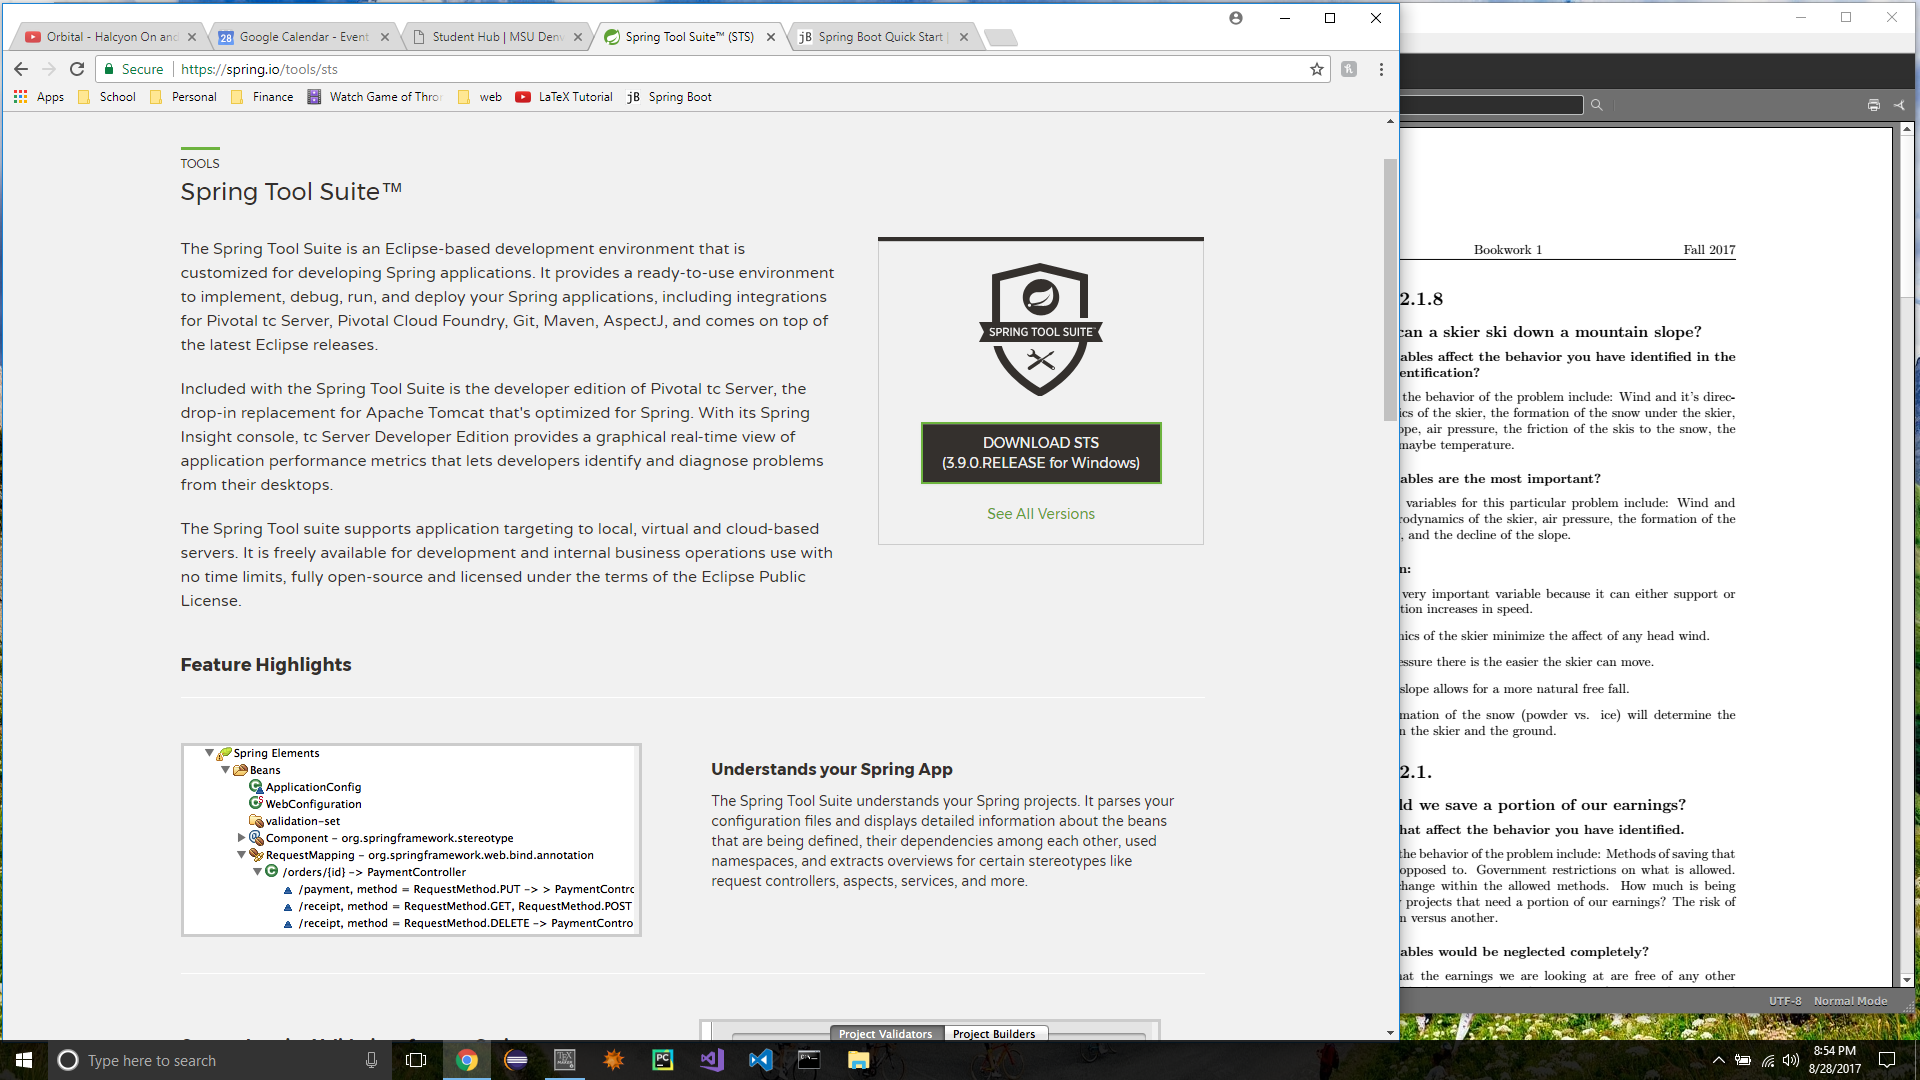 Orbital - Halcyon On and
Google Calendar - Event
Student Hub | MSU Denv
Spring Tool Suite™ (STS)
Spring Boot Quick Start |
Secure
https://spring.io/tools/sts
Apps
School
Personal
Finance
Watch Game of Thro
web
LaTeX Tutorial
Spring Boot
TOOLS
Spring Tool Suite™
The Spring Tool Suite is an Eclipse-based development environment that is
customized for developing Spring applications. It provides a ready-to-use environment
to implement, debug, run, and deploy your Spring applications, including integrations
for Pivotal tc Server, Pivotal Cloud Foundry, Git, Maven, AspectJ, and comes on top of
the latest Eclipse releases.
Included with the Spring Tool Suite is the developer edition of Pivotal tc Server, the
drop-in replacement for Apache Tomcat that's optimized for Spring. With its Spring
Insight console, tc Server Developer Edition provides a graphical real-time view of
application performance metrics that lets developers identify and diagnose problems
from their desktops.
The Spring Tool suite supports application targeting to local, virtual and cloud-based
servers. It is freely available for development and internal business operations use with
no time limits, fully open-source and licensed under the terms of the Eclipse Public
License.
SPRING TOOL SUITE
DOWNLOAD STS
(3.9.0.RELEASE for Windows)
See All Versions
Feature Highlights
Spring Elements
Beans
ApplicationConfig
WebConfiguration
validation-set
Component - org.springframework.stereotype
RequestMapping - org.springframework.web.bind.annotation
/orders/{id} -> PaymentController
/payment, method = RequestMethod.PUT -> > PaymentContro
/receipt, method = RequestMethod.GET, RequestMethod.POST
/receipt, method = RequestMethod.DELETE -> PaymentContro
Understands your Spring App
The Spring Tool Suite understands your Spring projects. It parses your
configuration files and displays detailed information about the beans
that are being defined, their dependencies among each other, used
namespaces, and extracts overviews for certain stereotypes like
request controllers, aspects, services, and more.
Project Validators
Project Builders
Bookwork 1
Fall 2017
2.1.8
can a skier ski down a mountain slope?
ables affect the behavior you have identified in the
entification?
the behavior of the problem include: Wind and it's direc-
ics of the skier, the formation of the snow under the skier,
ope, air pressure, the friction of the skis to the snow, the
maybe temperature.
ables are the most important?
variables for this particular problem include: Wind and
rodynamics of the skier, air pressure, the formation of the
, and the decline of the slope.
n:
very important variable because it can either support or
tion increases in speed.
nics of the skier minimize the affect of any head wind.
essure there is the easier the skier can move.
slope allows for a more natural free fall.
mation of the snow (powder vs. ice) will determine the
n the skier and the ground.
2.1.
ld we save a portion of our earnings?
hat affect the behavior you have identified.
the behavior of the problem include: Methods of saving that
opposed to. Government restrictions on what is allowed.
change within the allowed methods. How much is being
projects that need a portion of our earnings? The risk of
n versus another.
ables would be neglected completely?
hat the earnings we are looking at are free of any other
UTF-8 Normal Mode
Type here to search
8:54 PM
8/28/2017